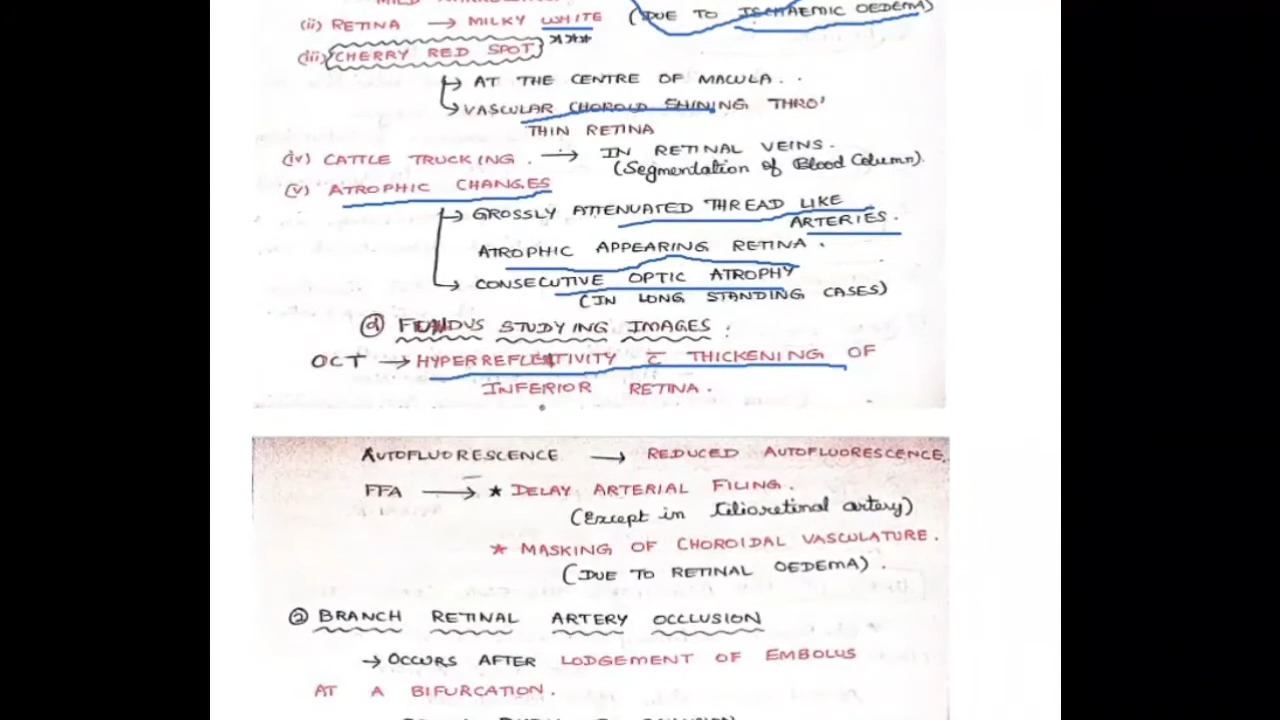 (ii) RETINA → MILKY WHITE (DUE TO ISCHAEMIC OEDEMA)
(iii) CHERRY RED SPOT ***
→ AT THE CENTRE OF MACULA.
→ VASCULAR CHOROID SHINING THRO'
THIN RETINA
(iv) CATTLE TRUCKING. → IN RETINAL VEINS.
(Segmentation of Blood Column).
(v) ATROPHIC CHANGES
→ GROSSLY ATTENUATED THREAD LIKE
ARTERIES.
ATROPHIC APPEARING RETINA.
→ CONSECUTIVE OPTIC ATROPHY
(IN LONG STANDING CASES)
(d) STUDYING IMAGES:
OCT → HYPERREFLECTIVITY c̄ THICKENING OF
INFERIOR RETINA.
AUTOFLUORESCENCE → REDUCED AUTOFLUORESCENCE.
FFA → * DELAY ARTERIAL FILING.
(Except in Cilioretinal artery)
* MASKING OF CHOROIDAL VASCULATURE.
(DUE TO RETINAL OEDEMA).
② BRANCH RETINAL ARTERY OCCLUSION
→ OCCURS AFTER LODGEMENT OF EMBOLUS
AT A BIFURCATION.